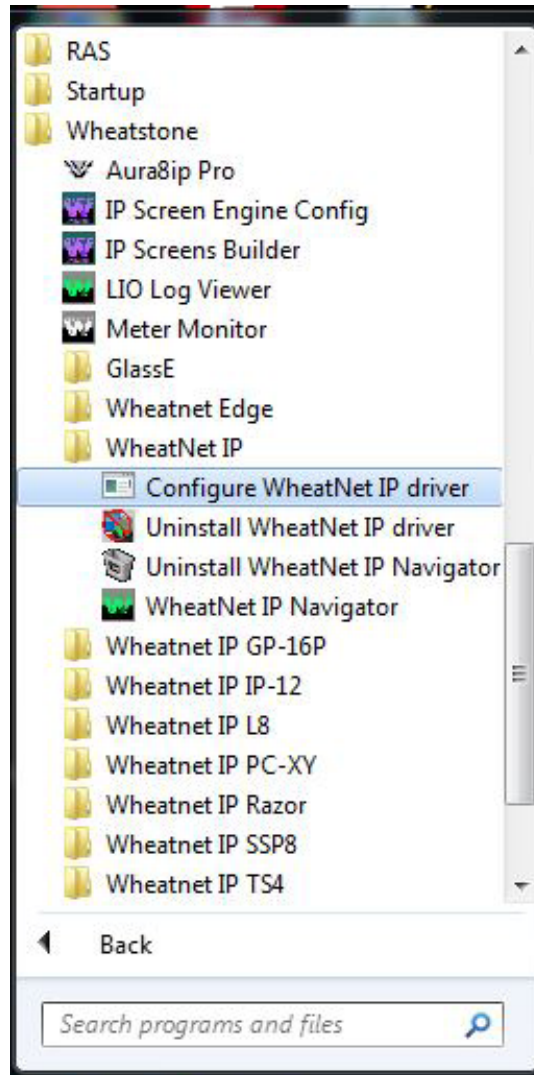 RAS
Startup
Wheatstone
Aura8ip Pro
IP Screen Engine Config
IP Screens Builder
LIO Log Viewer
Meter Monitor
GlassE
Wheatnet Edge
WheatNet IP
Configure WheatNet IP driver
Uninstall WheatNet IP driver
Uninstall WheatNet IP Navigator
WheatNet IP Navigator
Wheatnet IP GP-16P
Wheatnet IP IP-12
Wheatnet IP L8
Wheatnet IP PC-XY
Wheatnet IP Razor
Wheatnet IP SSP8
Wheatnet IP TS4
Back
Search programs and files